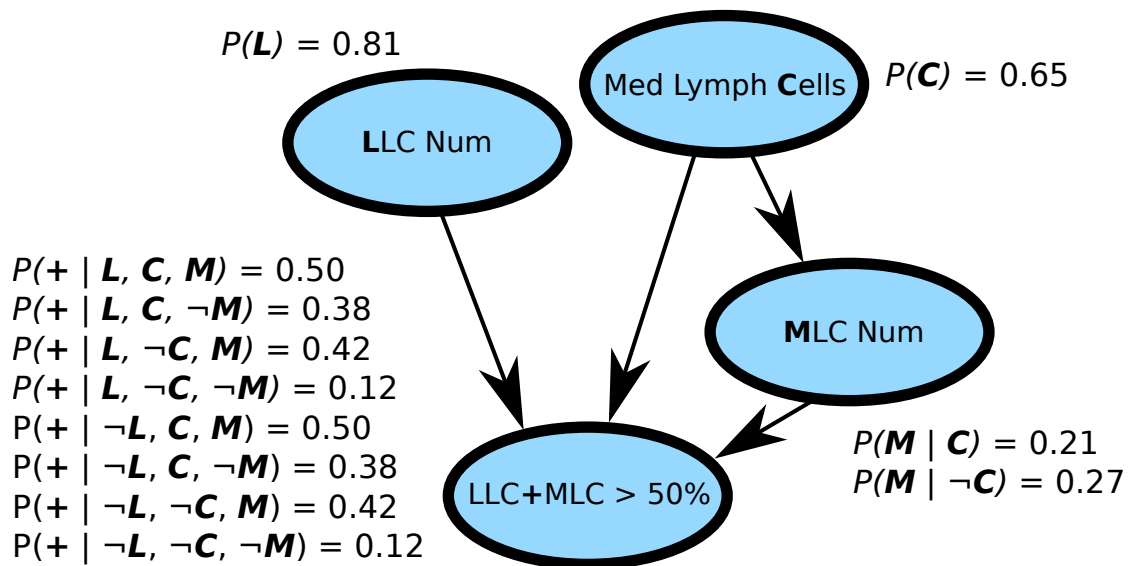 P(L) = 0.81
Med Lymph Cells
P(C) = 0.65
LLC Num
P(+ | L, C, M) = 0.50
P(+ | L, C, ¬M) = 0.38
P(+ | L, ¬C, M) = 0.42
P(+ | L, ¬C, ¬M) = 0.12
P(+ | ¬L, C, M) = 0.50
P(+ | ¬L, C, ¬M) = 0.38
P(+ | ¬L, ¬C, M) = 0.42
P(+ | ¬L, ¬C, ¬M) = 0.12
MLC Num
LLC+MLC > 50%
P(M | C) = 0.21
P(M | ¬C) = 0.27